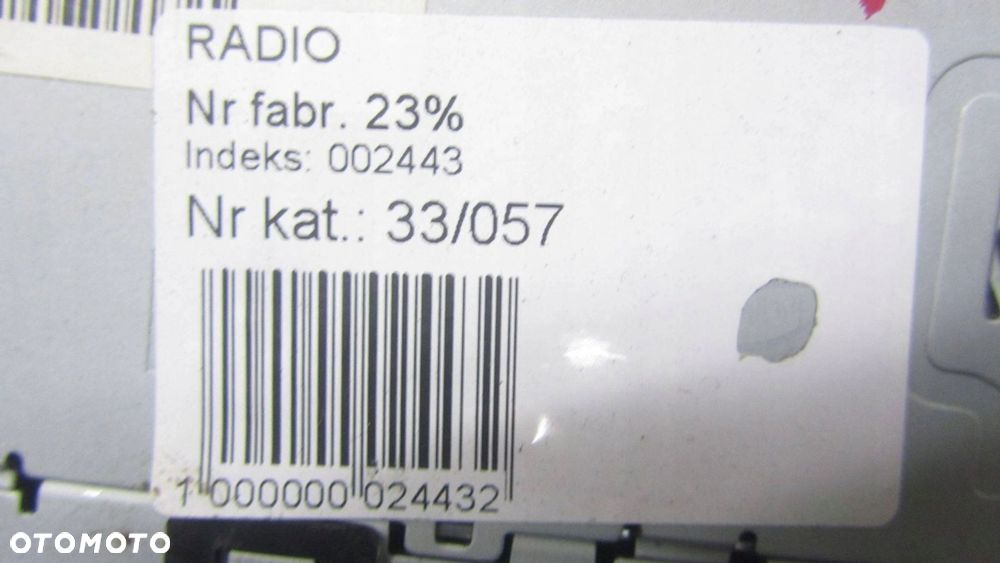 RADIO
Nr fabr. 23%
Indeks: 002443
Nr kat.: 33/057
1 000000 024432
OTOMOTO